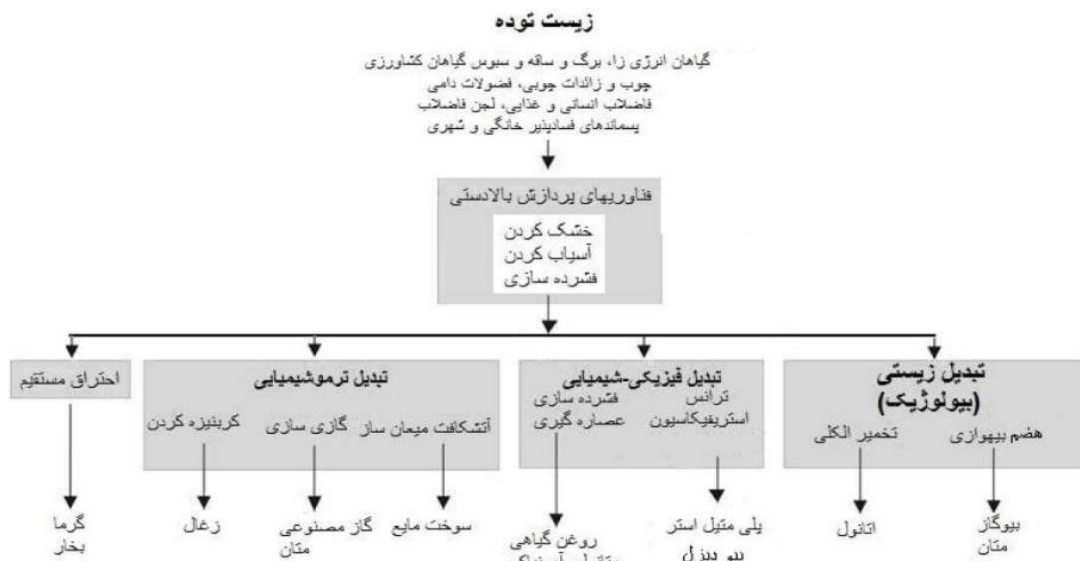 زیست توده
گیاهان انرژی زا، برگ و ساقه و سبوس گیاهان کشاورزی
چوب و زائدات چوبی، فضولات دامی
فاضلاب انسانی و غذایی، لجن فاضلاب
پسماندهای فسادپذیر خانگی و شهری
فناوریهای پردازش بالادستی
خشک کردن
آسیاب کردن
فشرده سازی
تبدیل زیستی
(بیولوژیک)
هضم بیهوازی
تخمیر الکلی
بیوگاز
متان
اتانول
تبدیل فیزیکی-شیمیایی
ترانس
استریفیکاسیون
فشرده سازی
عصاره گیری
پلی متیل استر
بیو دیزل
روغن گیاهی
تبدیل ترموشیمیایی
آتشکافت میعان ساز
گازی سازی
کربنیزه کردن
سوخت مایع
گاز مصنوعی
متان
زغال
احتراق مستقیم
گرما
بخار